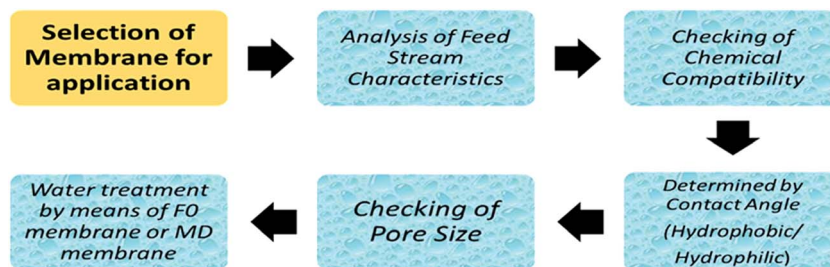 Selection of
Membrane for
application
Analysis of Feed
Stream
Characteristics
Checking of
Chemical
Compatibility
Determined by
Contact Angle
(Hydrophobic/
Hydrophilic)
Checking of
Pore Size
Water treatment
by means of F0
membrane or MD
membrane